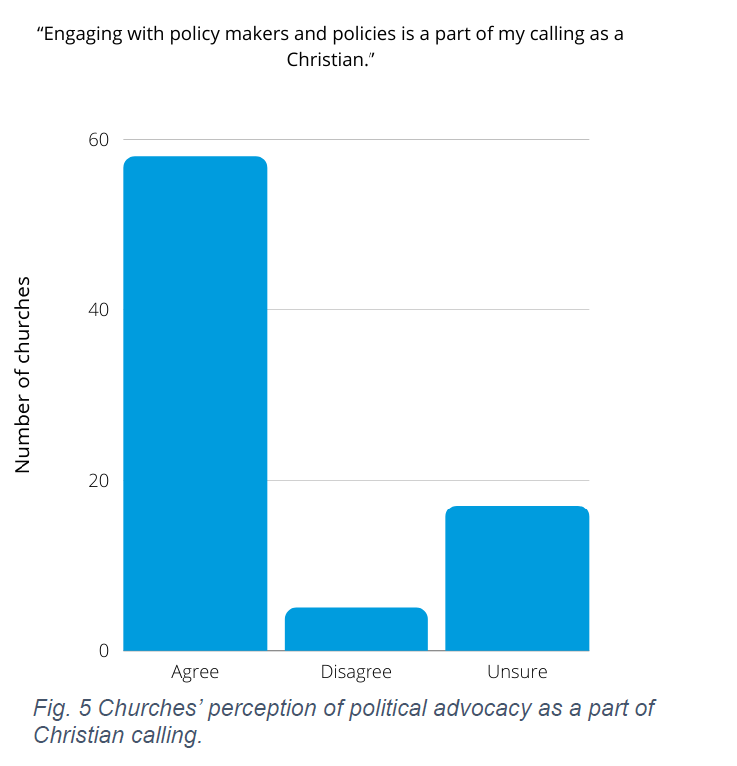 “Engaging with policy makers and policies is a part of my calling as a
Christian.”
60
40
20
0
Number of churches
Agree Disagree Unsure
Fig. 5 Churches’ perception of political advocacy as a part of
Christian calling.